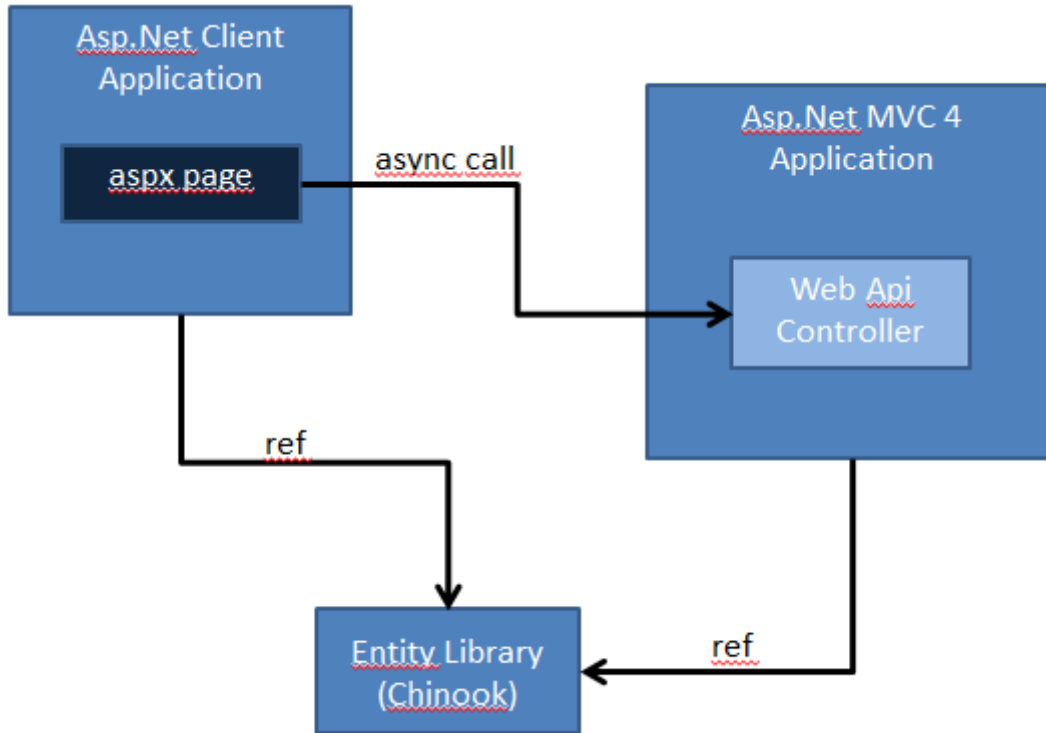 Asp.Net Client
Application
aspx page
async call
Asp.Net MVC 4
Application
Web Api
Controller
ref
Entity Library
(Chinook)
ref